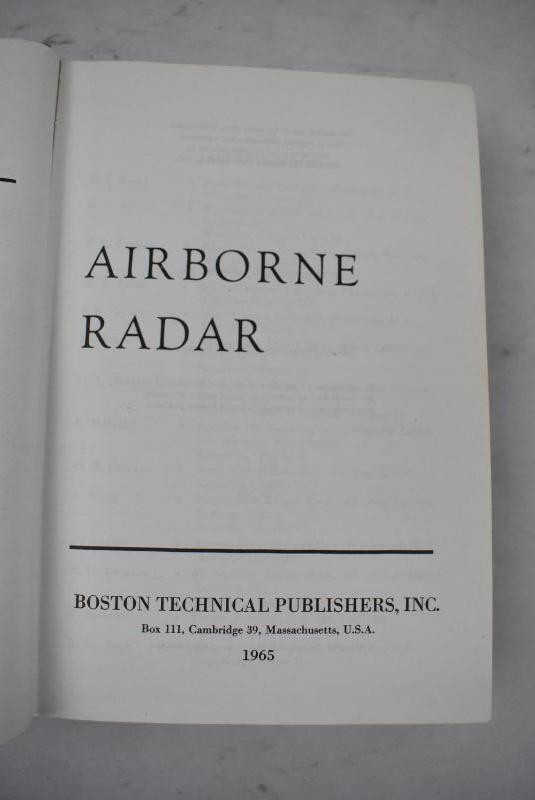 AIRBORNE
RADAR
BOSTON TECHNICAL PUBLISHERS, INC.
Box 111, Cambridge 39, Massachusetts, U.S.A.
1965